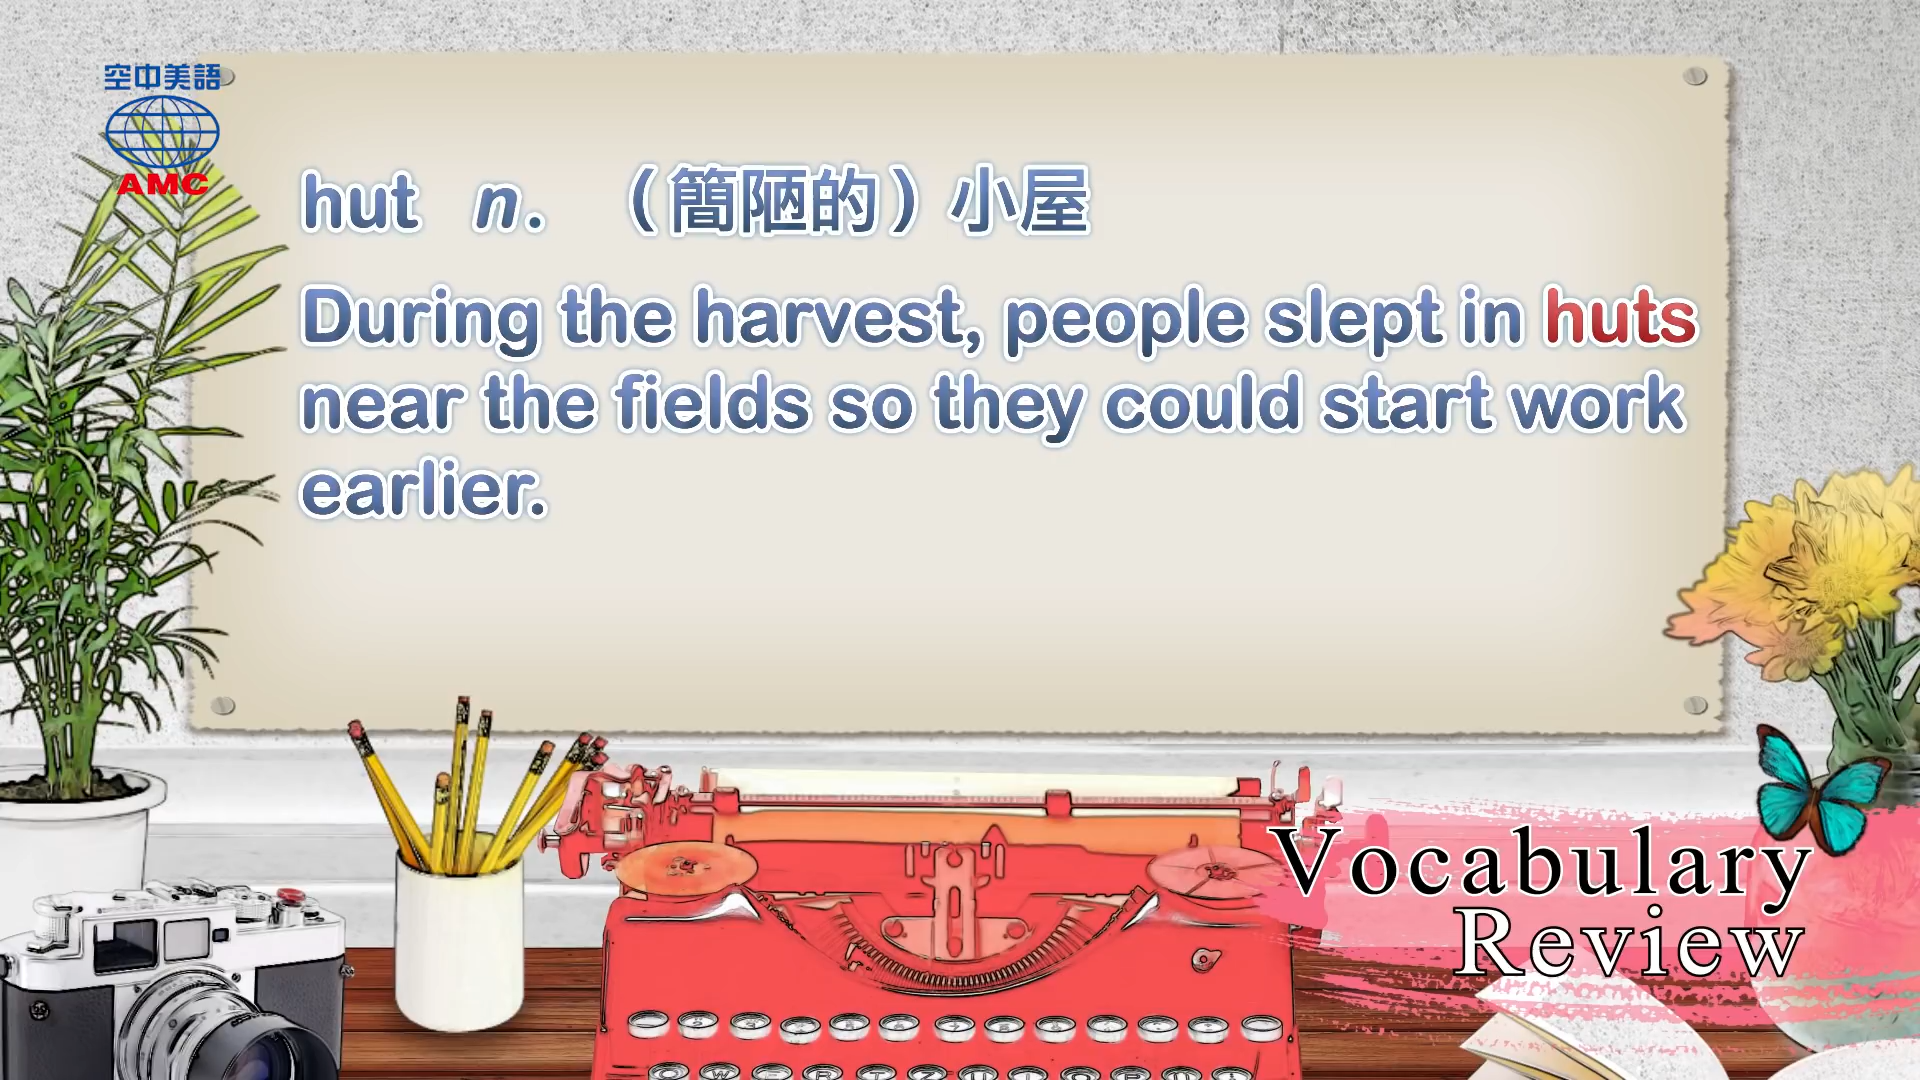 空中美語
AMC
hut n. （簡陋的）小屋
During the harvest, people slept in huts
near the fields so they could start work
earlier.
Vocabulary
Review